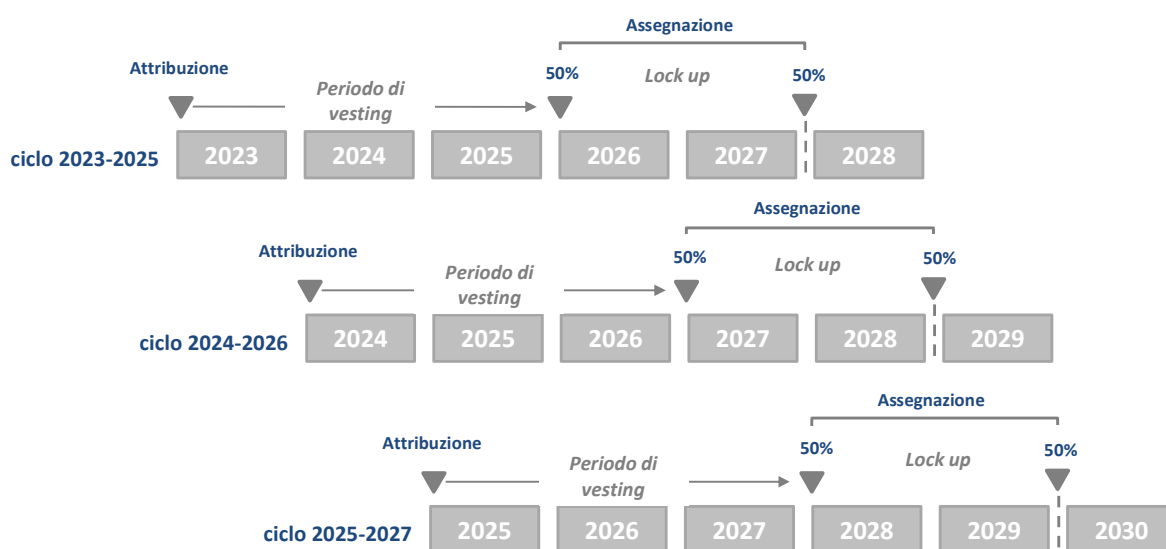 Assegnazione
Attribuzione
50%
Lock up
50%
Periodo di
vesting
ciclo 2023-2025
2023
2024
2025
2026
2027
2028
Assegnazione
Attribuzione
50%
Lock up
50%
Periodo di
vesting
ciclo 2024-2026
2024
2025
2026
2027
2028
2029
Assegnazione
Attribuzione
50%
Lock up
50%
Periodo di
vesting
ciclo 2025-2027
2025
2026
2027
2028
2029
2030